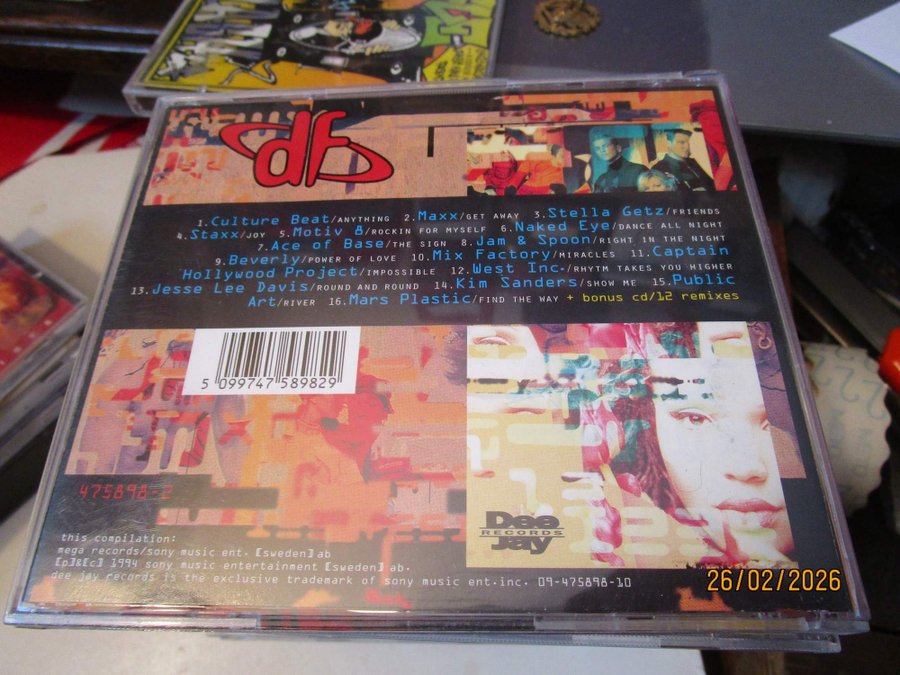 df
1.Culture Beat/ANYTHING 2.Maxx/GET AWAY 3.Stella Getz/FRIENDS
4.Staxx/JOY 5.Motiv 8/ROCKIN FOR MYSELF 6.Naked Eye/DANCE ALL NIGHT
7.Ace of Base/THE SIGN 8.Jam & Spoon/RIGHT IN THE NIGHT
9.Beverly/POWER OF LOVE 10.Mix Factory/MIRACLES 11.Captain
Hollywood Project/IMPOSSIBLE 12.West Inc./RHYTM TAKES YOU HIGHER
13.Jesse Lee Davis/ROUND AND ROUND 14.Kim Sanders/SHOW ME 15.Public
Art/RIVER 16.Mars Plastic/FIND THE WAY + bonus cd/12 remixes
5 099747 589829
475898-2
Dee
RECORDS
Jay
this compilation:
mega records/sony music ent. [sweden]ab
[p]&[c] 1994 sony music entertainment [sweden] ab.
dee jay records is the exclusive trademark of sony music ent.inc. 09-475898-10
26/02/2026